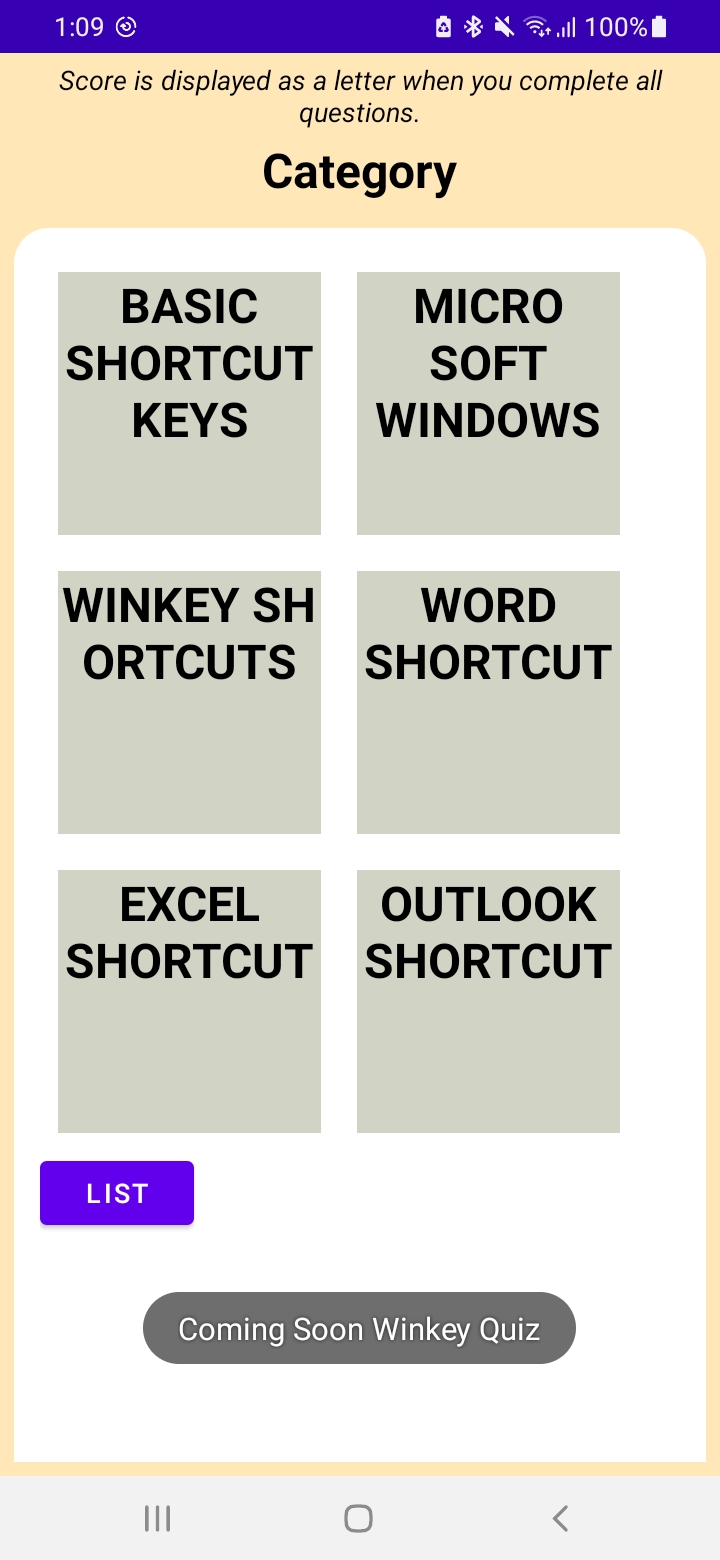 1:09 100%
Score is displayed as a letter when you complete all
questions.
Category
BASIC
SHORTCUT
KEYS
MICRO
SOFT
WINDOWS
WINKEY SH
ORTCUTS
WORD
SHORTCUT
EXCEL
SHORTCUT
OUTLOOK
SHORTCUT
LIST
Coming Soon Winkey Quiz